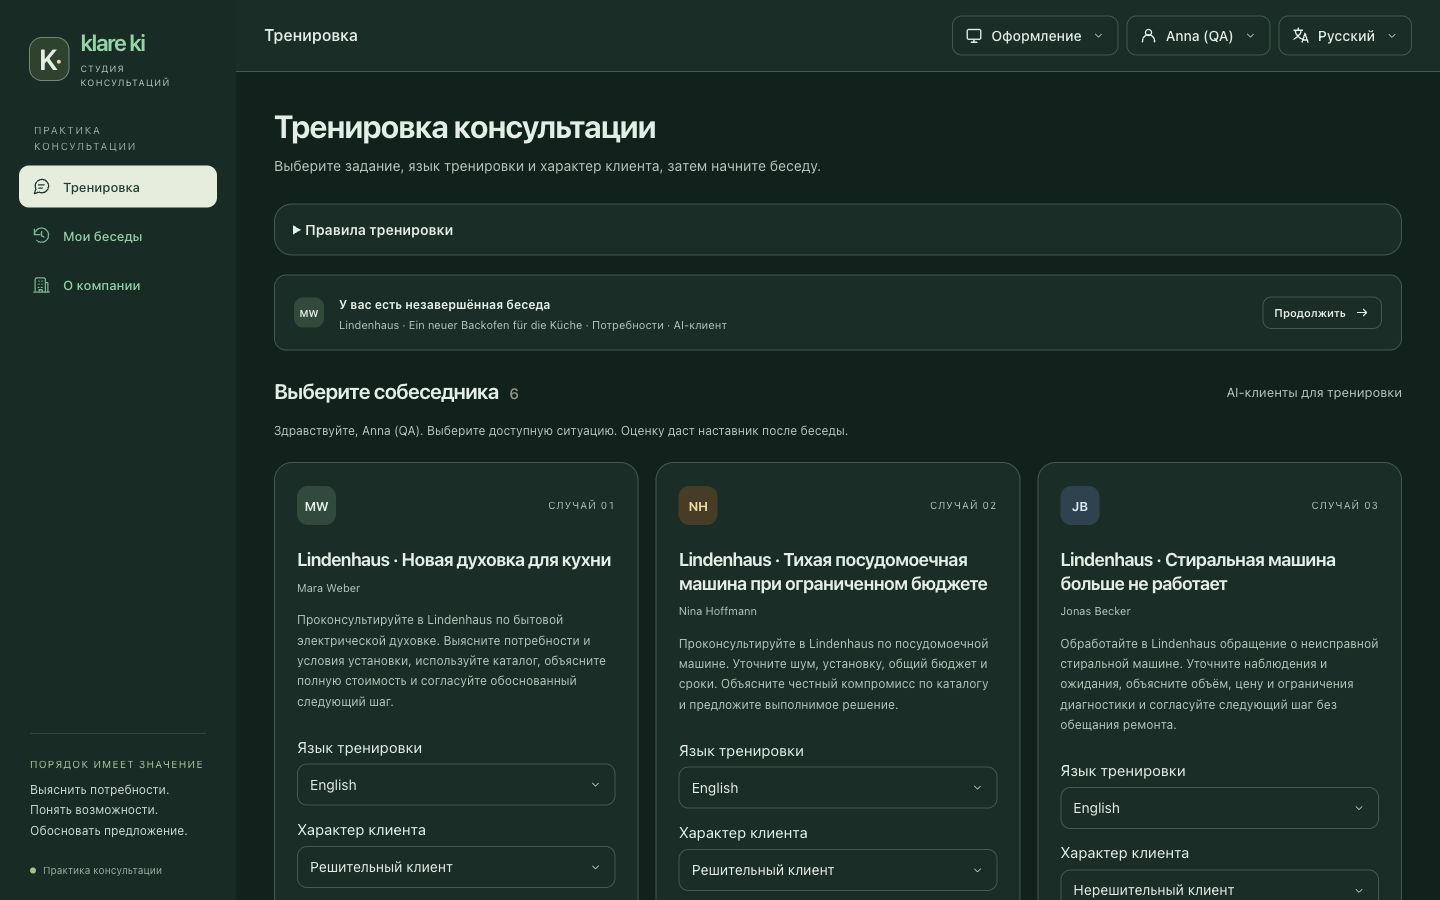 K.
klare ki
СТУДИЯ
КОНСУЛЬТАЦИЙ
ПРАКТИКА
КОНСУЛЬТАЦИИ
Тренировка
Мои беседы
О компании
ПОРЯДОК ИМЕЕТ ЗНАЧЕНИЕ
Выяснить потребности.
Понять возможности.
Обосновать предложение.
Практика консультации
Тренировка
Оформление
Anna (QA)
Русский
Тренировка консультации
Выберите задание, язык тренировки и характер клиента, затем начните беседу.
Правила тренировки
MW
У вас есть незавершённая беседа
Lindenhaus · Ein neuer Backofen für die Küche · Потребности · AI-клиент
Продолжить →
Выберите собеседника 6
AI-клиенты для тренировки
Здравствуйте, Anna (QA). Выберите доступную ситуацию. Оценку даст наставник после беседы.
MW
СЛУЧАЙ 01
Lindenhaus · Новая духовка для кухни
Mara Weber
Проконсультируйте в Lindenhaus по бытовой
электрической духовке. Выясните потребности и
условия установки, используйте каталог, объясните
полную стоимость и согласуйте обоснованный
следующий шаг.
Язык тренировки
English
Характер клиента
Решительный клиент
NH
СЛУЧАЙ 02
Lindenhaus · Тихая посудомоечная
машина при ограниченном бюджете
Nina Hoffmann
Проконсультируйте в Lindenhaus по посудомоечной
машине. Уточните шум, установку, общий бюджет и
сроки. Объясните честный компромисс по каталогу
и предложите выполнимое решение.
Язык тренировки
English
Характер клиента
Решительный клиент
JB
СЛУЧАЙ 03
Lindenhaus · Стиральная машина
больше не работает
Jonas Becker
Обработайте в Lindenhaus обращение о неисправной
стиральной машине. Уточните наблюдения и
ожидания, объясните объём, цену и ограничения
диагностики и согласуйте следующий шаг без
обещания ремонта.
Язык тренировки
English
Характер клиента
Нерешительный клиент